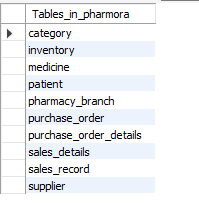 Tables_in_pharmora
category
inventory
medicine
patient
pharmacy_branch
purchase_order
purchase_order_details
sales_details
sales_record
supplier